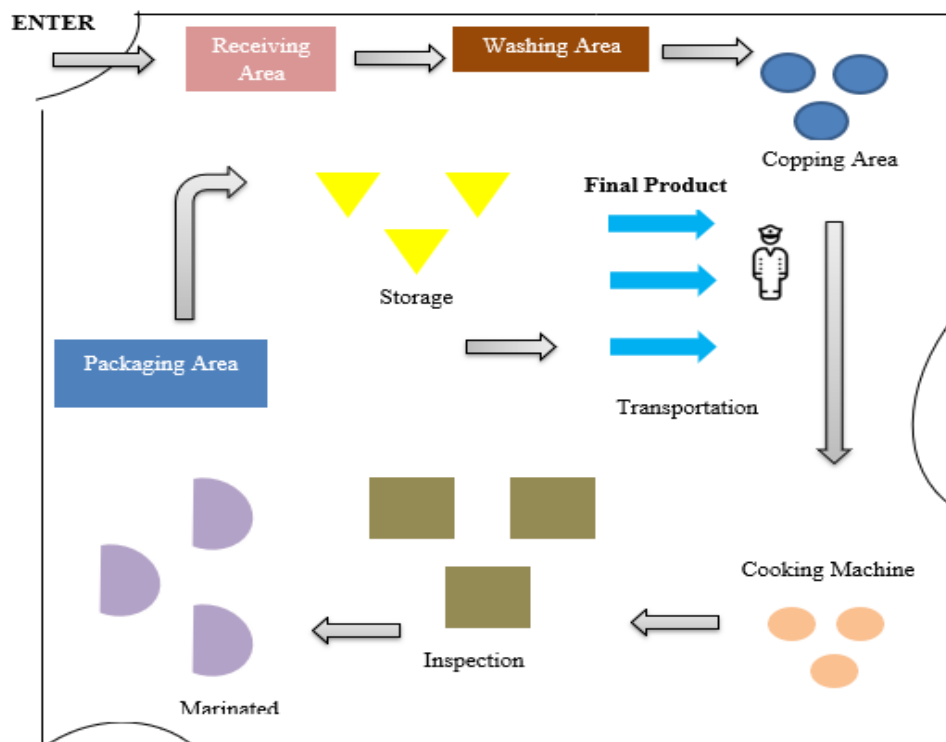 ENTER
Receiving
Area
Washing Area
Copping Area
Final Product
Storage
Packaging Area
Transportation
Cooking Machine
Inspection
Marinated